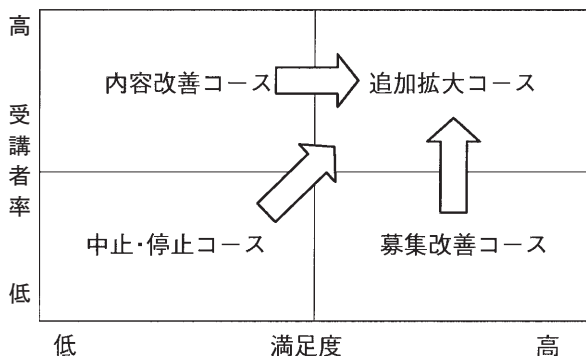 高
内容改善コース
追加拡大コース
受講者率
中止・停止コース
募集改善コース
低
低
満足度
高